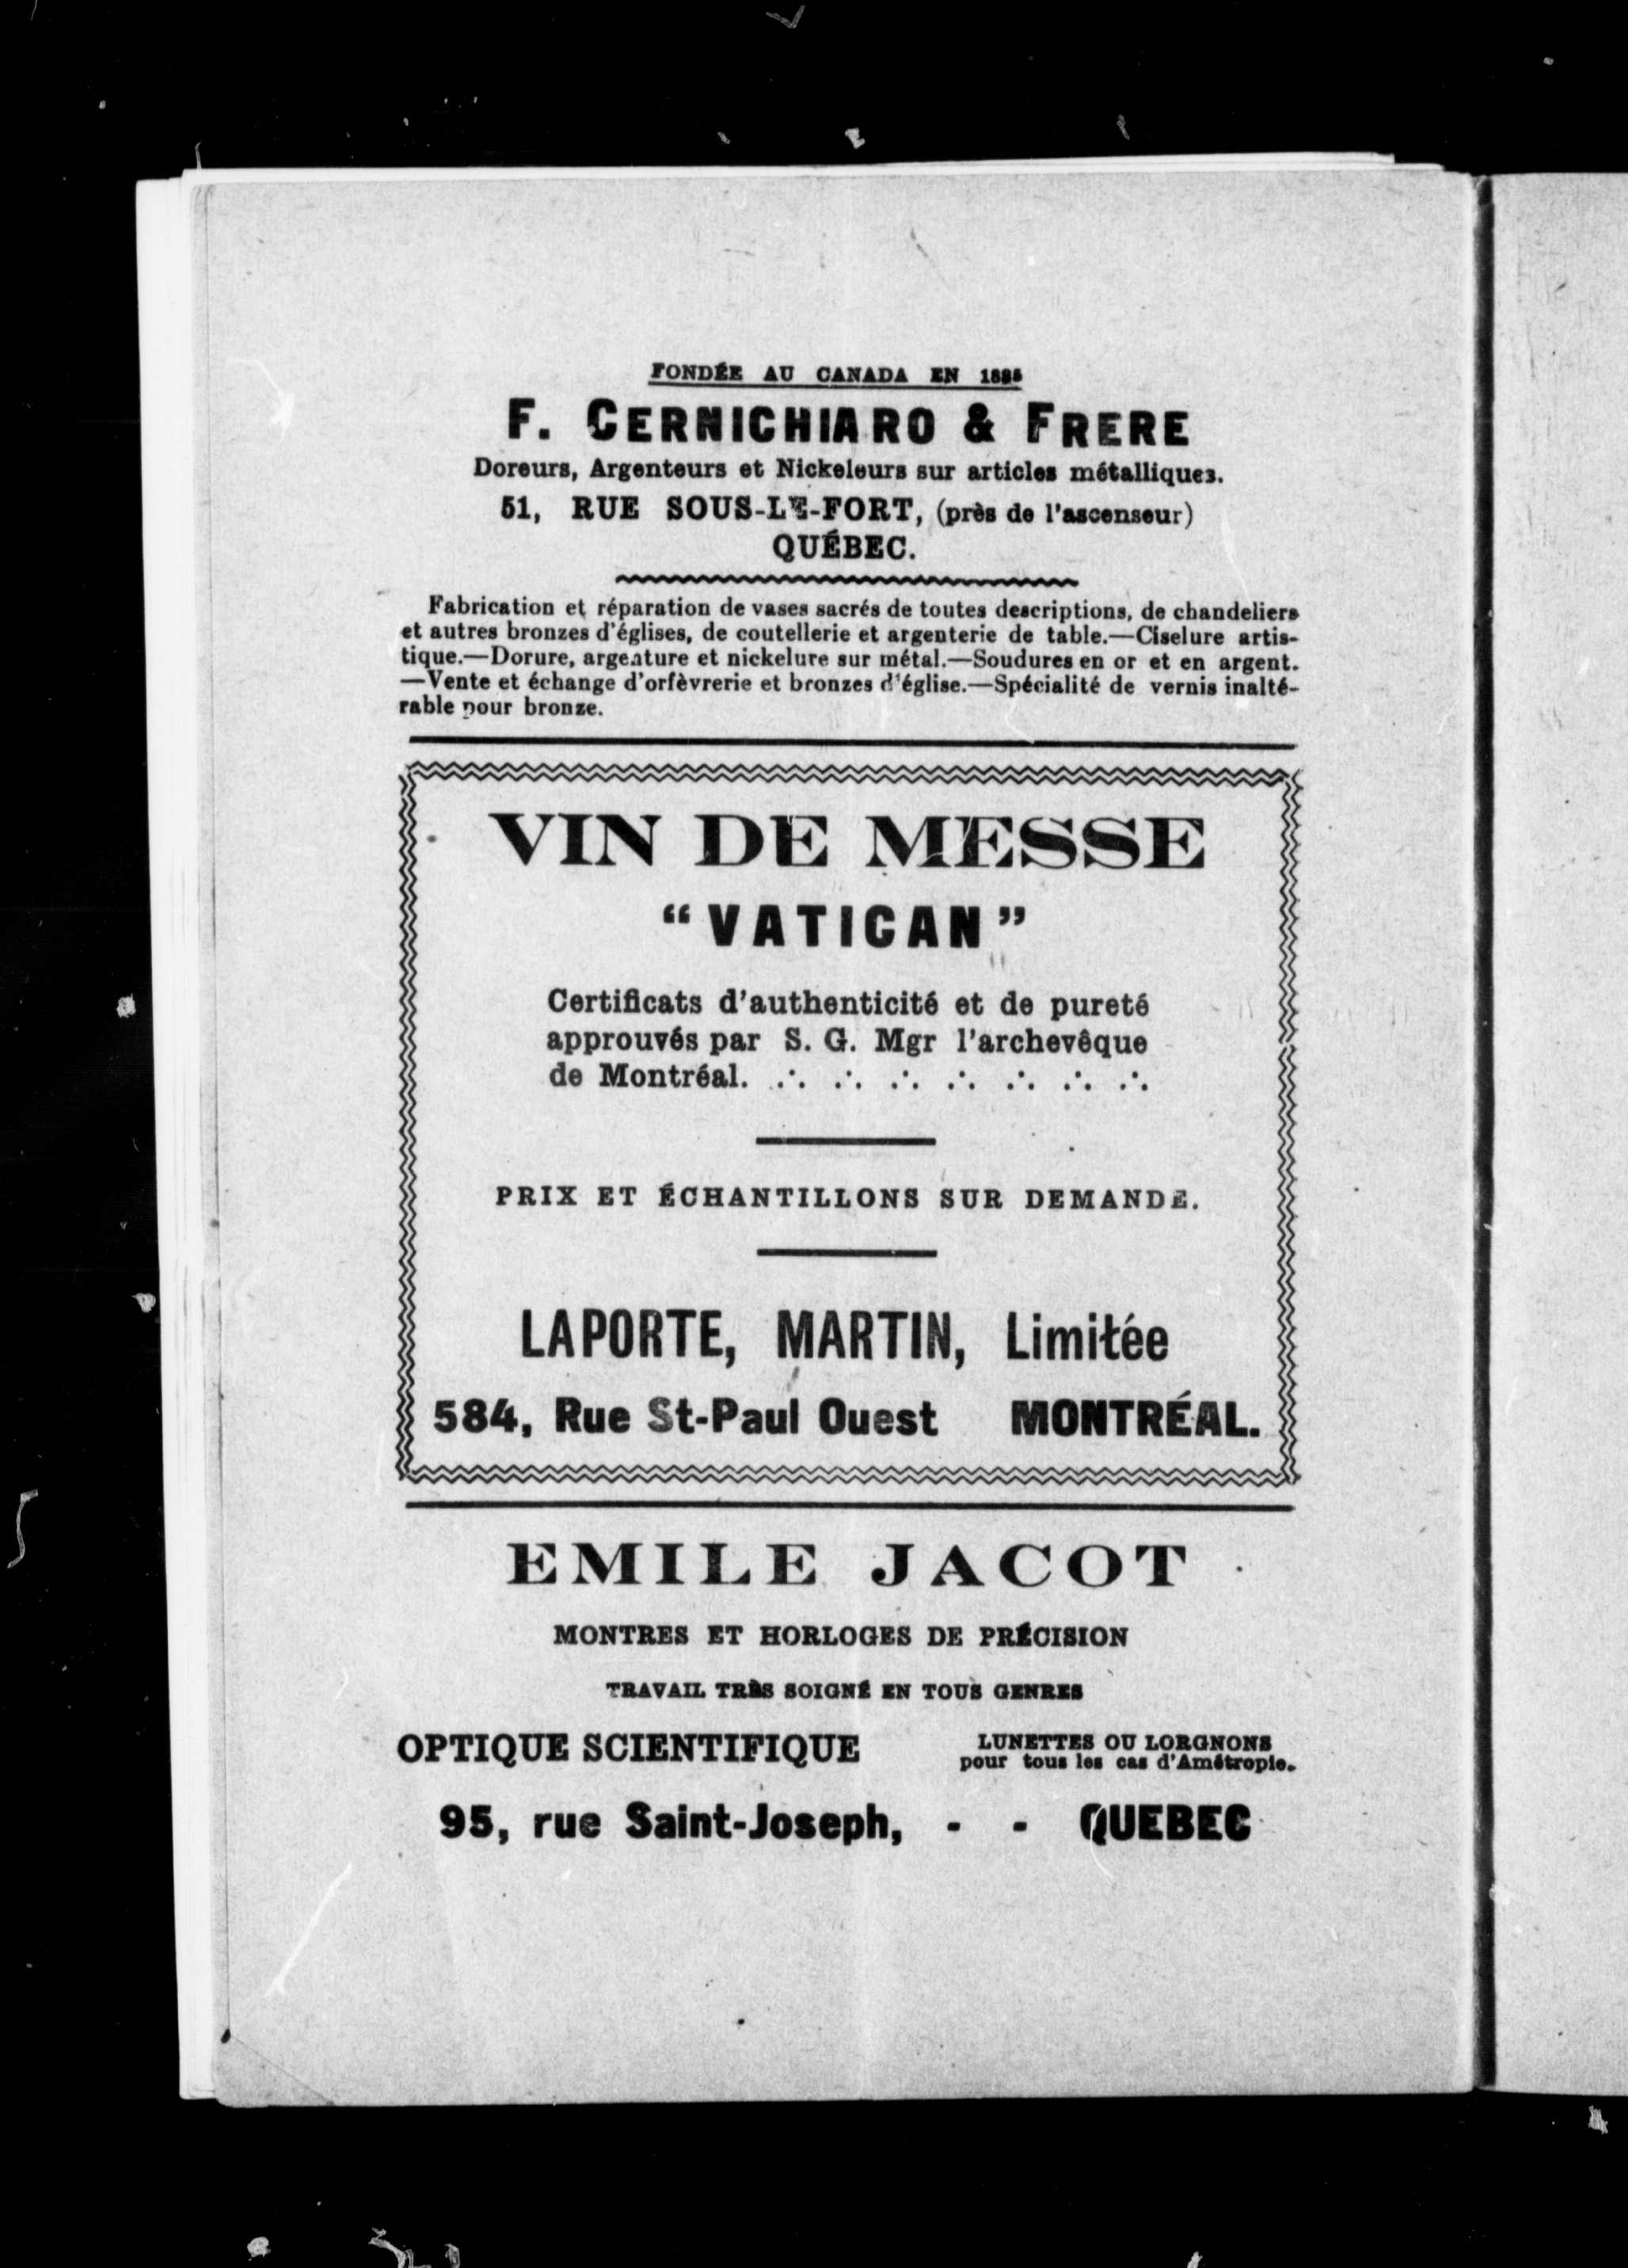 FONDÉE AU CANADA EN
F. CERNICHIARO & FRERE
Doreurs, Argenteurs et Nickeleurs sur articles métalliques.
51, RUE SOUS-LE-FORT, (près de l'ascenseur)
QUÉBEC.
Fabrication et réparation de vases sacrés de toutes descriptions, de chandeliers
et autres bronzes d'églises, de coutellerie et argenterie de table.—Ciselure artis-
tique.—Dorure, argenture et nickelure sur métal.—Soudures en or et en argent.
—Vente et échange d'orfèvrerie et bronzes d'église.—Spécialité de vernis inalté-
rable pour bronze.
VIN DE MESSE
“VATICAN”
Certificats d'authenticité et de pureté
approuvés par S. G. Mgr l'archevêque
de Montréal. ∴ ∴ ∴ ∴ ∴ ∴ ∴
PRIX ET ÉCHANTILLONS SUR DEMANDE.
LAPORTE, MARTIN, Limitée
584, Rue St-Paul Ouest MONTRÉAL.
EMILE JACOT
MONTRES ET HORLOGES DE PRÉCISION
TRAVAIL TRÈS SOIGNÉ EN TOUS GENRES
OPTIQUE SCIENTIFIQUE
LUNETTES OU LORGNONS
pour tous les cas d'Amétropie.
95, rue Saint-Joseph, - - QUEBEC